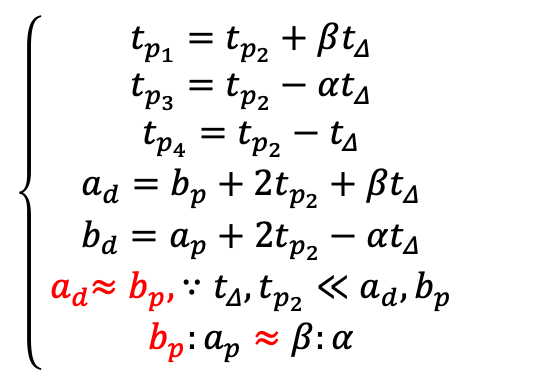 t_{p_1} = t_{p_2} + βt_Δ
t_{p_3} = t_{p_2} − αt_Δ
t_{p_4} = t_{p_2} − t_Δ
a_d = b_p + 2t_{p_2} + βt_Δ
b_d = a_p + 2t_{p_2} − αt_Δ
a_d ≈ b_p, ∵ t_Δ, t_{p_2} ≪ a_d, b_p
b_p : a_p ≈ β : α